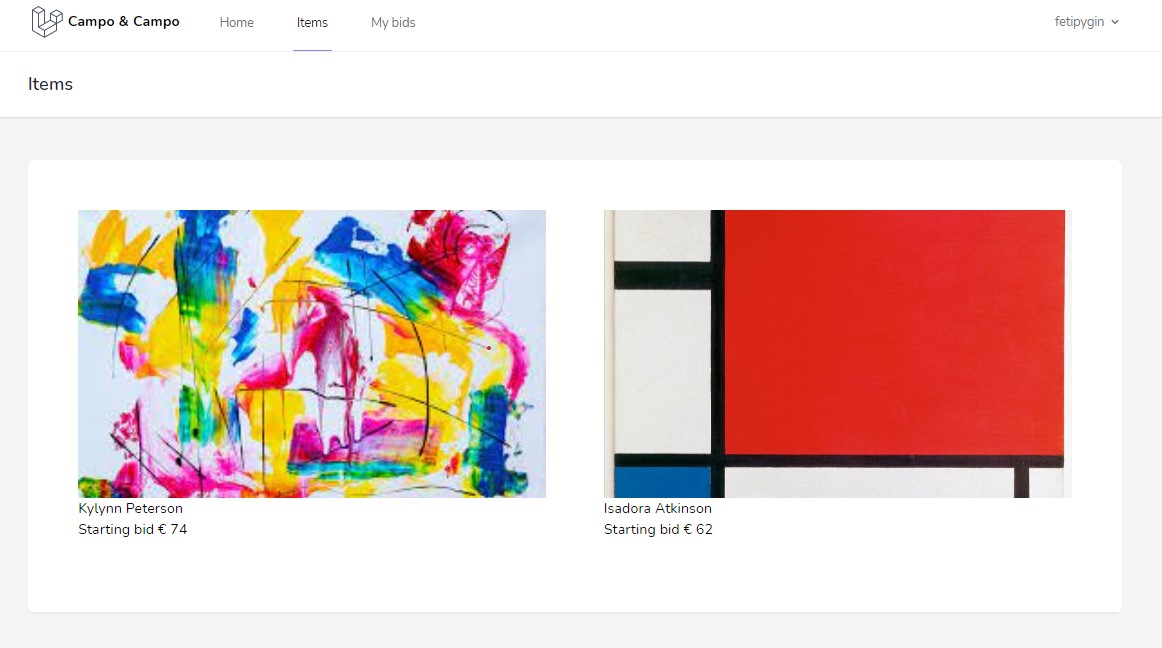 Campo & Campo
Home
Items
My bids
fetipygin
Items
Kylynn Peterson
Starting bid € 74
Isadora Atkinson
Starting bid € 62